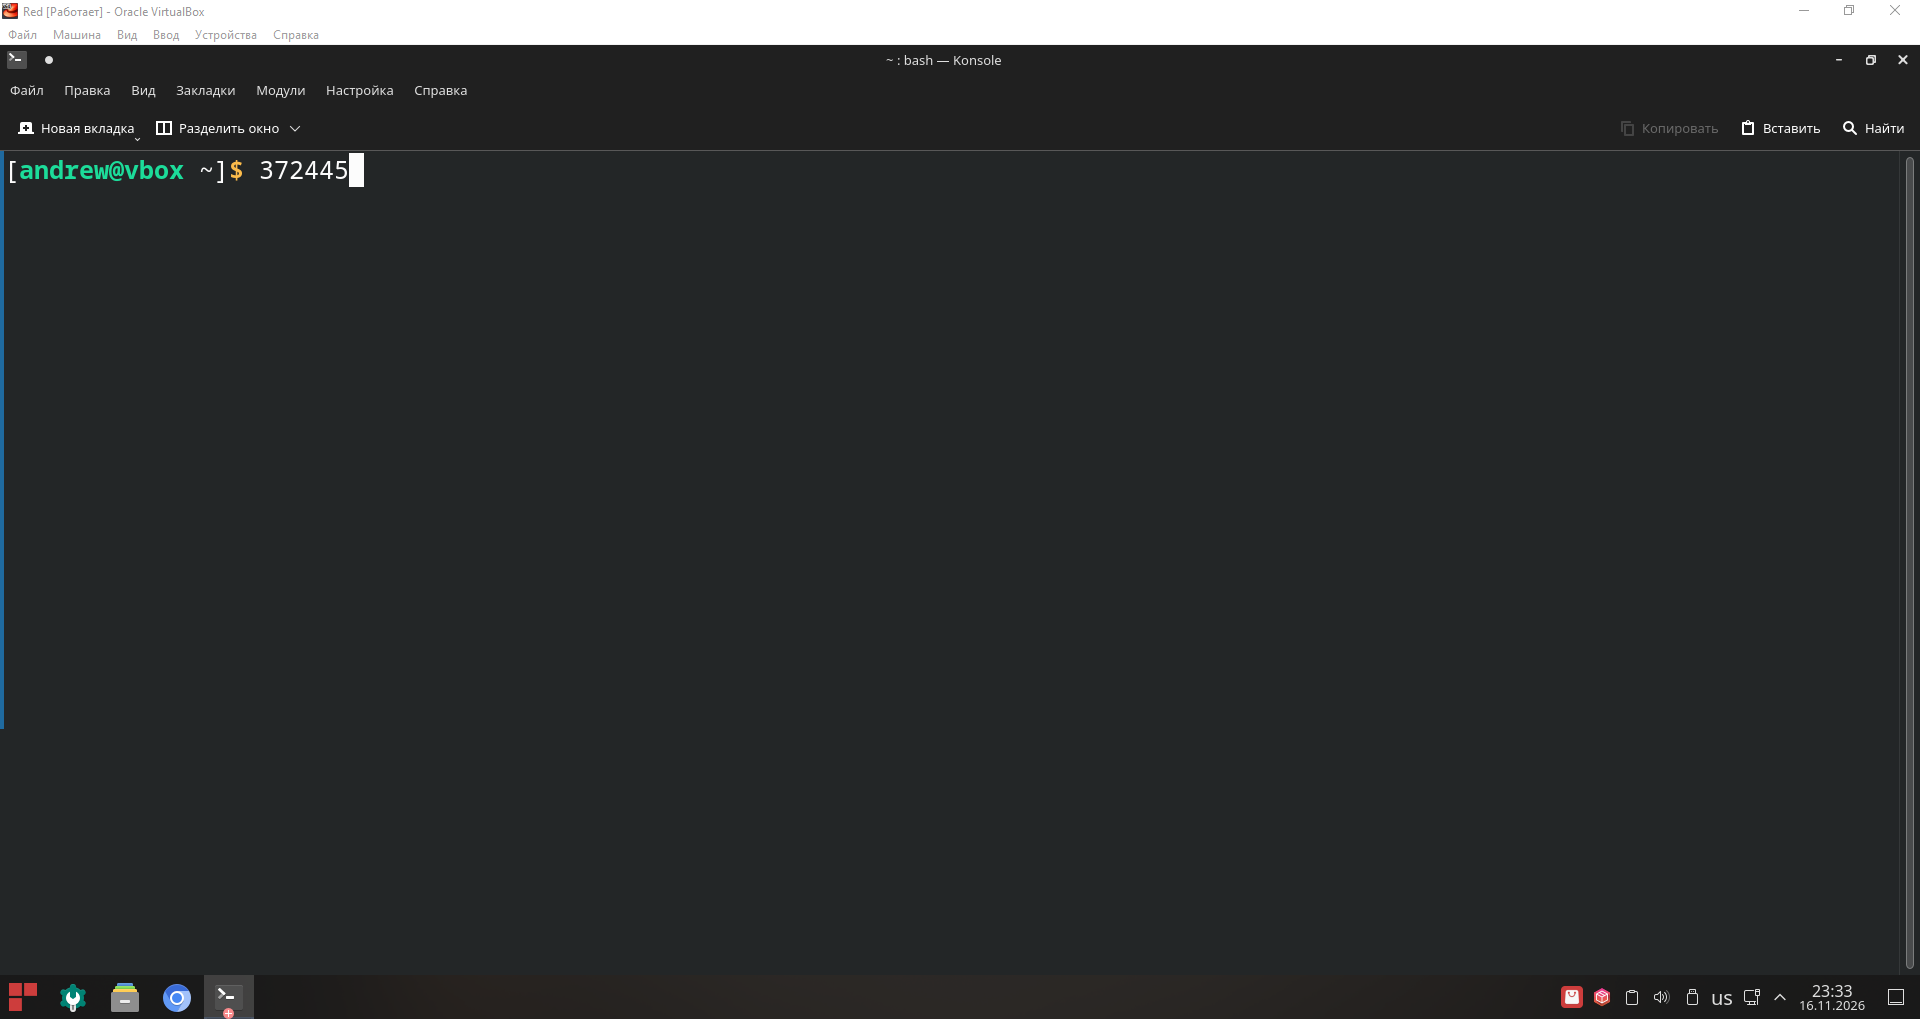 Red [Работает] - Oracle VirtualBox
Файл Машина Вид Ввод Устройства Справка
~ : bash — Konsole
Файл Правка Вид Закладки Модули Настройка Справка
Новая вкладка Разделить окно Копировать Вставить Найти
[andrew@vbox ~]$ 372445
us 23:33
16.11.2026